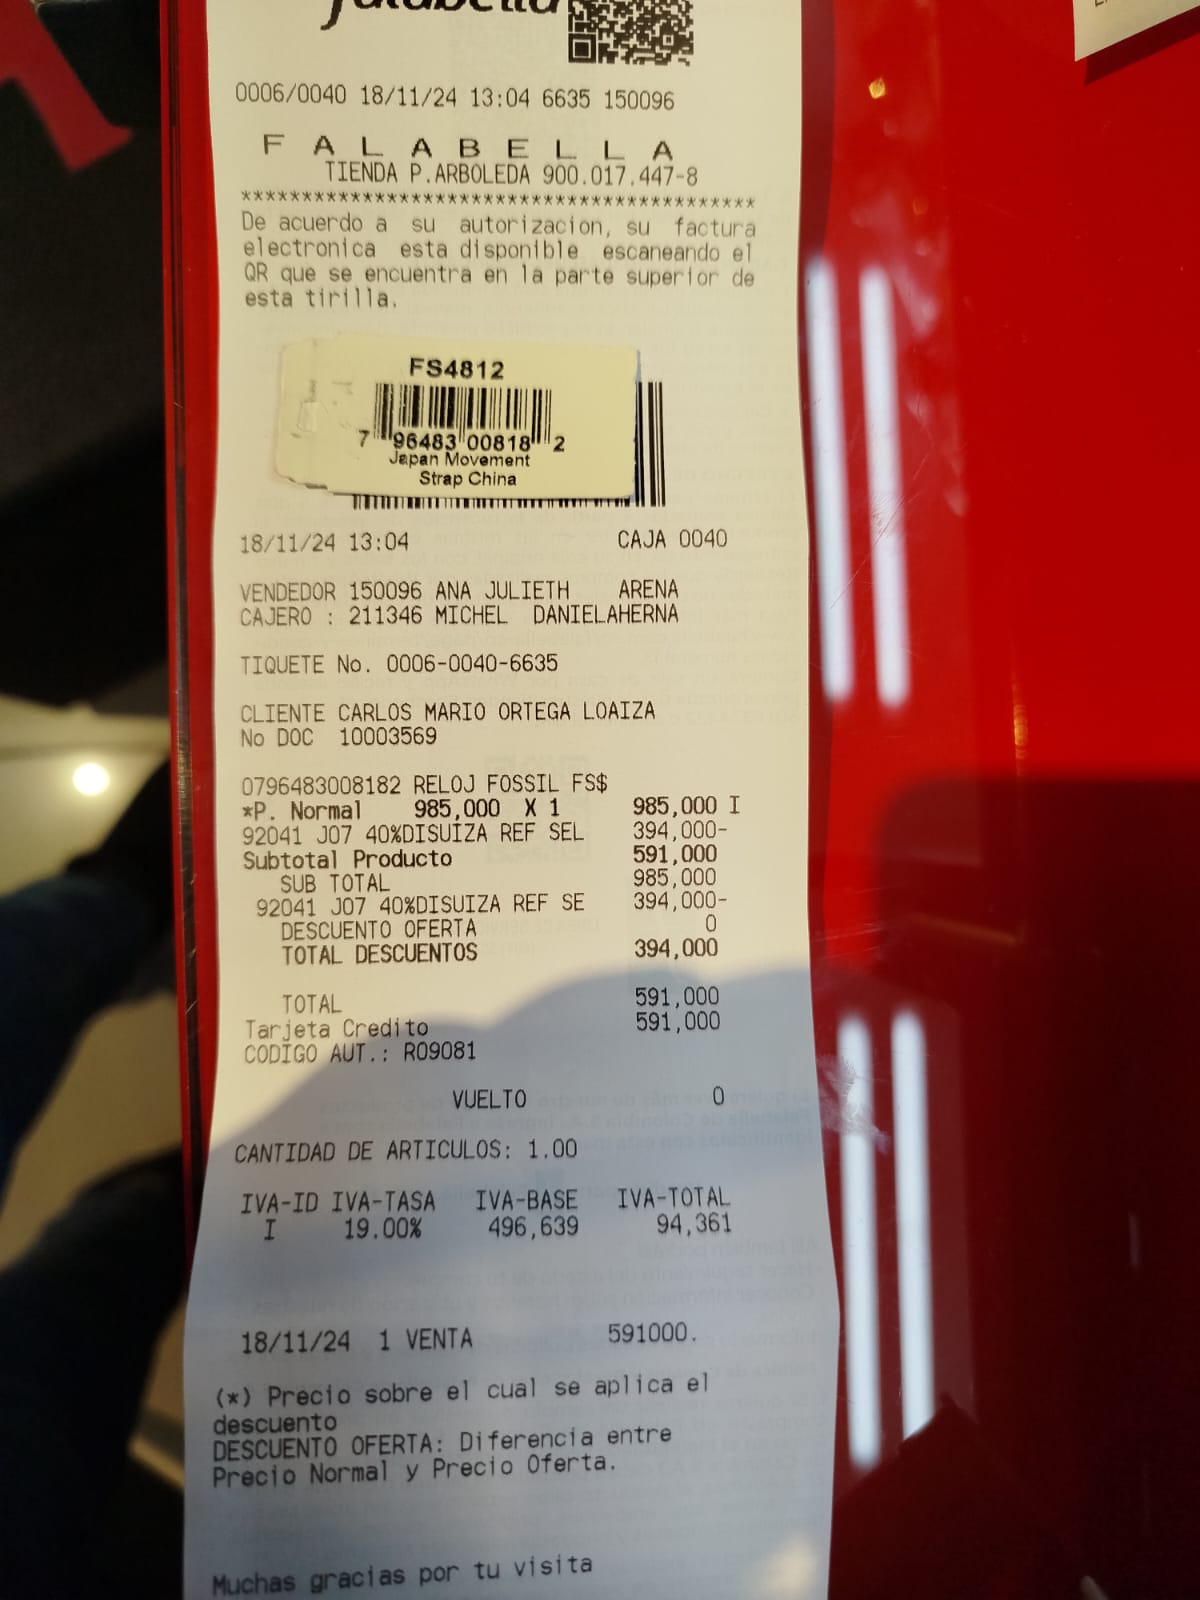 falabella
0006/0040 18/11/24 13:04 6635 150096
F A L A B E L L A
TIENDA P.ARBOLEDA 900.017.447-8
******************************************
De acuerdo a su autorizacion, su factura
electronica esta disponible escaneando el
QR que se encuentra en la parte superior de
esta tirilla.
FS4812
7 96483 00818 2
Japan Movement
Strap China
18/11/24 13:04 CAJA 0040
VENDEDOR 150096 ANA JULIETH ARENA
CAJERO : 211346 MICHEL DANIELAHERNA
TIQUETE No. 0006-0040-6635
CLIENTE CARLOS MARIO ORTEGA LOAIZA
No DOC 10003569
0796483008182 RELOJ FOSSIL FS$
*P. Normal 985,000 X 1 985,000 I
92041 J07 40%DISUIZA REF SEL 394,000-
Subtotal Producto 591,000
SUB TOTAL 985,000
92041 J07 40%DISUIZA REF SE 394,000-
DESCUENTO OFERTA 0
TOTAL DESCUENTOS 394,000
TOTAL 591,000
Tarjeta Credito 591,000
CODIGO AUT.: R09081
VUELTO 0
CANTIDAD DE ARTICULOS: 1.00
IVA-ID IVA-TASA IVA-BASE IVA-TOTAL
I 19.00% 496,639 94,361
18/11/24 1 VENTA 591000.
(*) Precio sobre el cual se aplica el
descuento
DESCUENTO OFERTA: Diferencia entre
Precio Normal y Precio Oferta.
Muchas gracias por tu visita